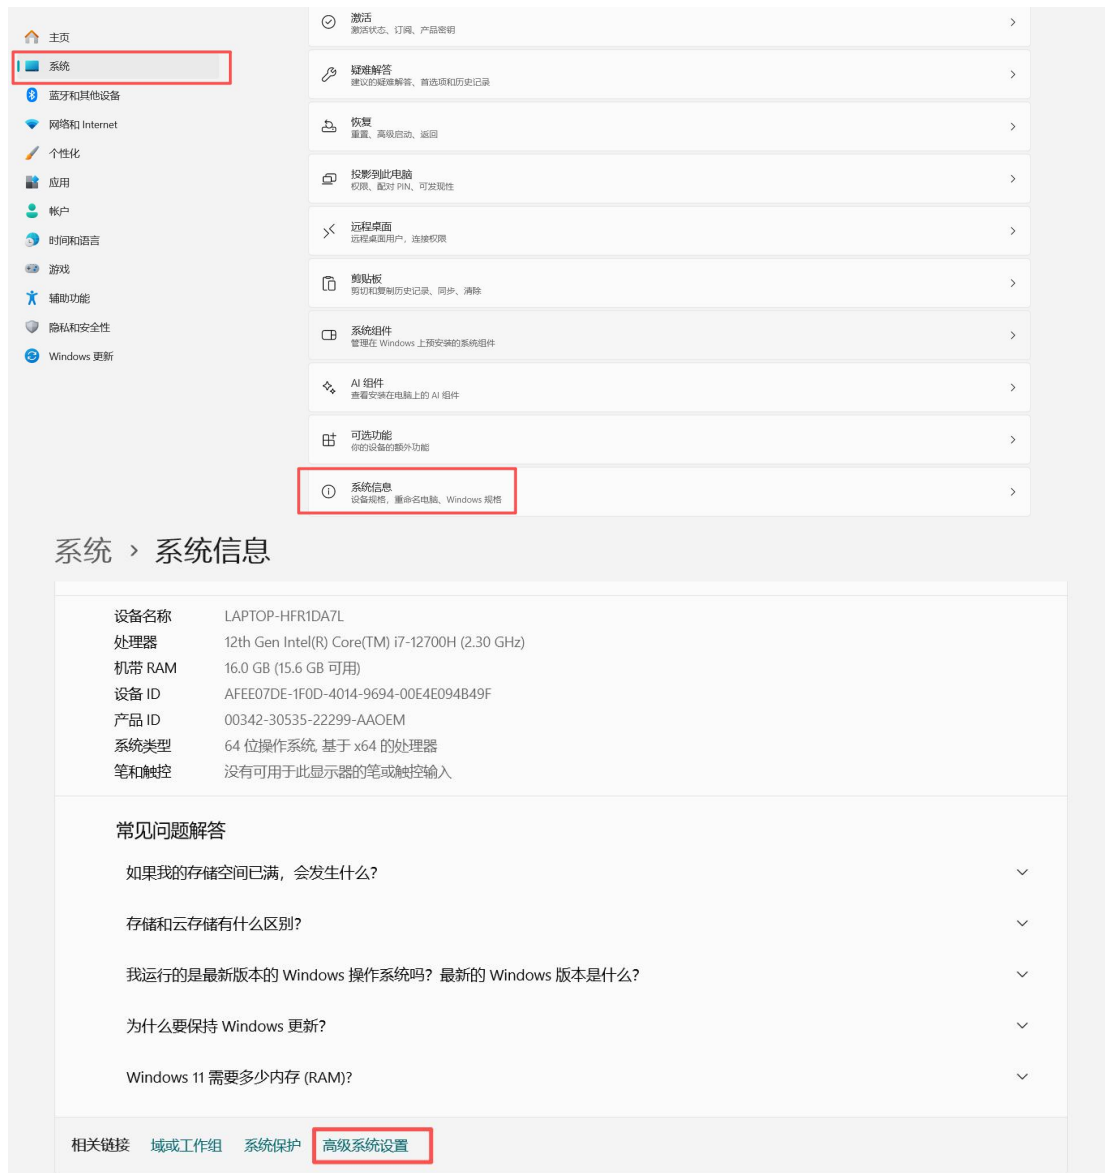 主页
系统
蓝牙和其他设备
网络和 Internet
个性化
应用
帐户
时间和语言
游戏
辅助功能
隐私和安全性
Windows 更新
激活
激活状态、订阅、产品密钥
疑难解答
建议的疑难解答、首选项和历史记录
恢复
重置、高级启动、返回
投影到此电脑
权限、配对 PIN、可发现性
远程桌面
远程桌面用户，连接权限
剪贴板
剪切和复制历史记录、同步、清除
系统组件
管理在 Windows 上预安装的系统组件
AI 组件
查看安装在电脑上的 AI 组件
可选功能
你的设备的额外功能
系统信息
设备规格，重命名电脑、Windows 规格
系统 › 系统信息
设备名称 LAPTOP-HFR1DA7L
处理器 12th Gen Intel(R) Core(TM) i7-12700H (2.30 GHz)
机带 RAM 16.0 GB (15.6 GB 可用)
设备 ID AFEE07DE-1F0D-4014-9694-00E4E094B49F
产品 ID 00342-30535-22299-AAOEM
系统类型 64 位操作系统, 基于 x64 的处理器
笔和触控 没有可用于此显示器的笔或触控输入
常见问题解答
如果我的存储空间已满，会发生什么?
存储和云存储有什么区别?
我运行的是最新版本的 Windows 操作系统吗? 最新的 Windows 版本是什么?
为什么要保持 Windows 更新?
Windows 11 需要多少内存 (RAM)?
相关链接 域或工作组 系统保护 高级系统设置